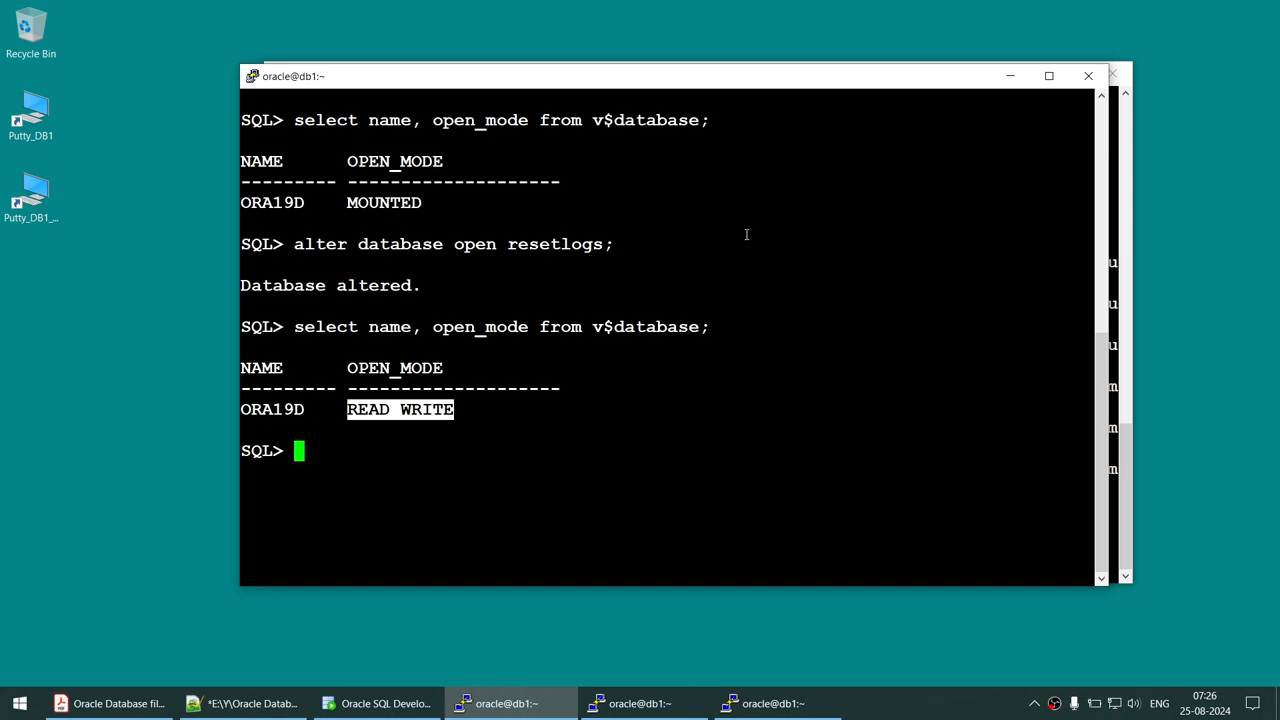 Recycle Bin
Putty_DB1
Putty_DB1_...
oracle@db1:~
SQL> select name, open_mode from v$database;
NAME      OPEN_MODE
--------- --------------------
ORA19D    MOUNTED
SQL> alter database open resetlogs;
Database altered.
SQL> select name, open_mode from v$database;
NAME      OPEN_MODE
--------- --------------------
ORA19D    READ WRITE
SQL>
u
u
u
m
m
m
Oracle Database fil...
*E\Y\Oracle Datab...
Oracle SQL Develo...
oracle@db1:~
oracle@db1:~
oracle@db1:~
ENG
07:26
25-08-2024